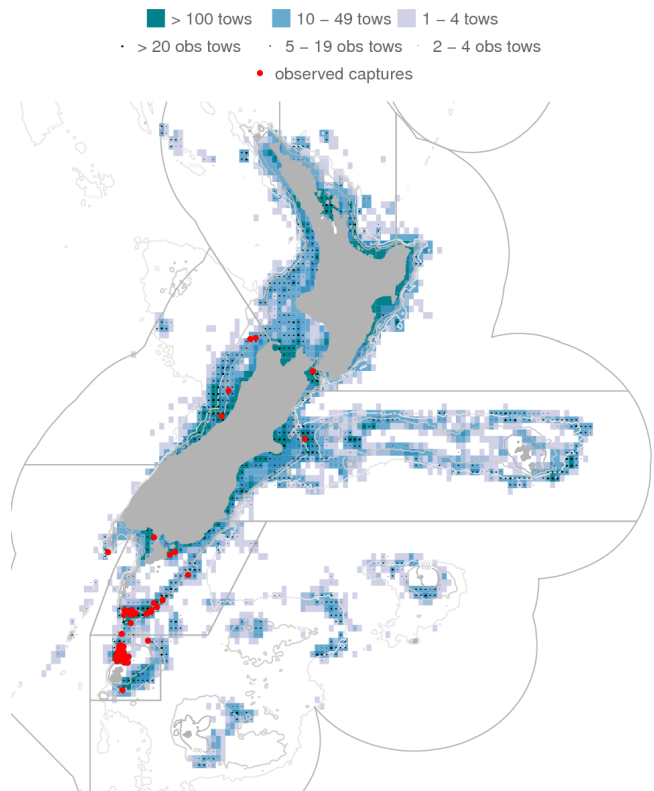 > 100 tows 10 − 49 tows 1 − 4 tows
> 20 obs tows 5 − 19 obs tows 2 − 4 obs tows
observed captures